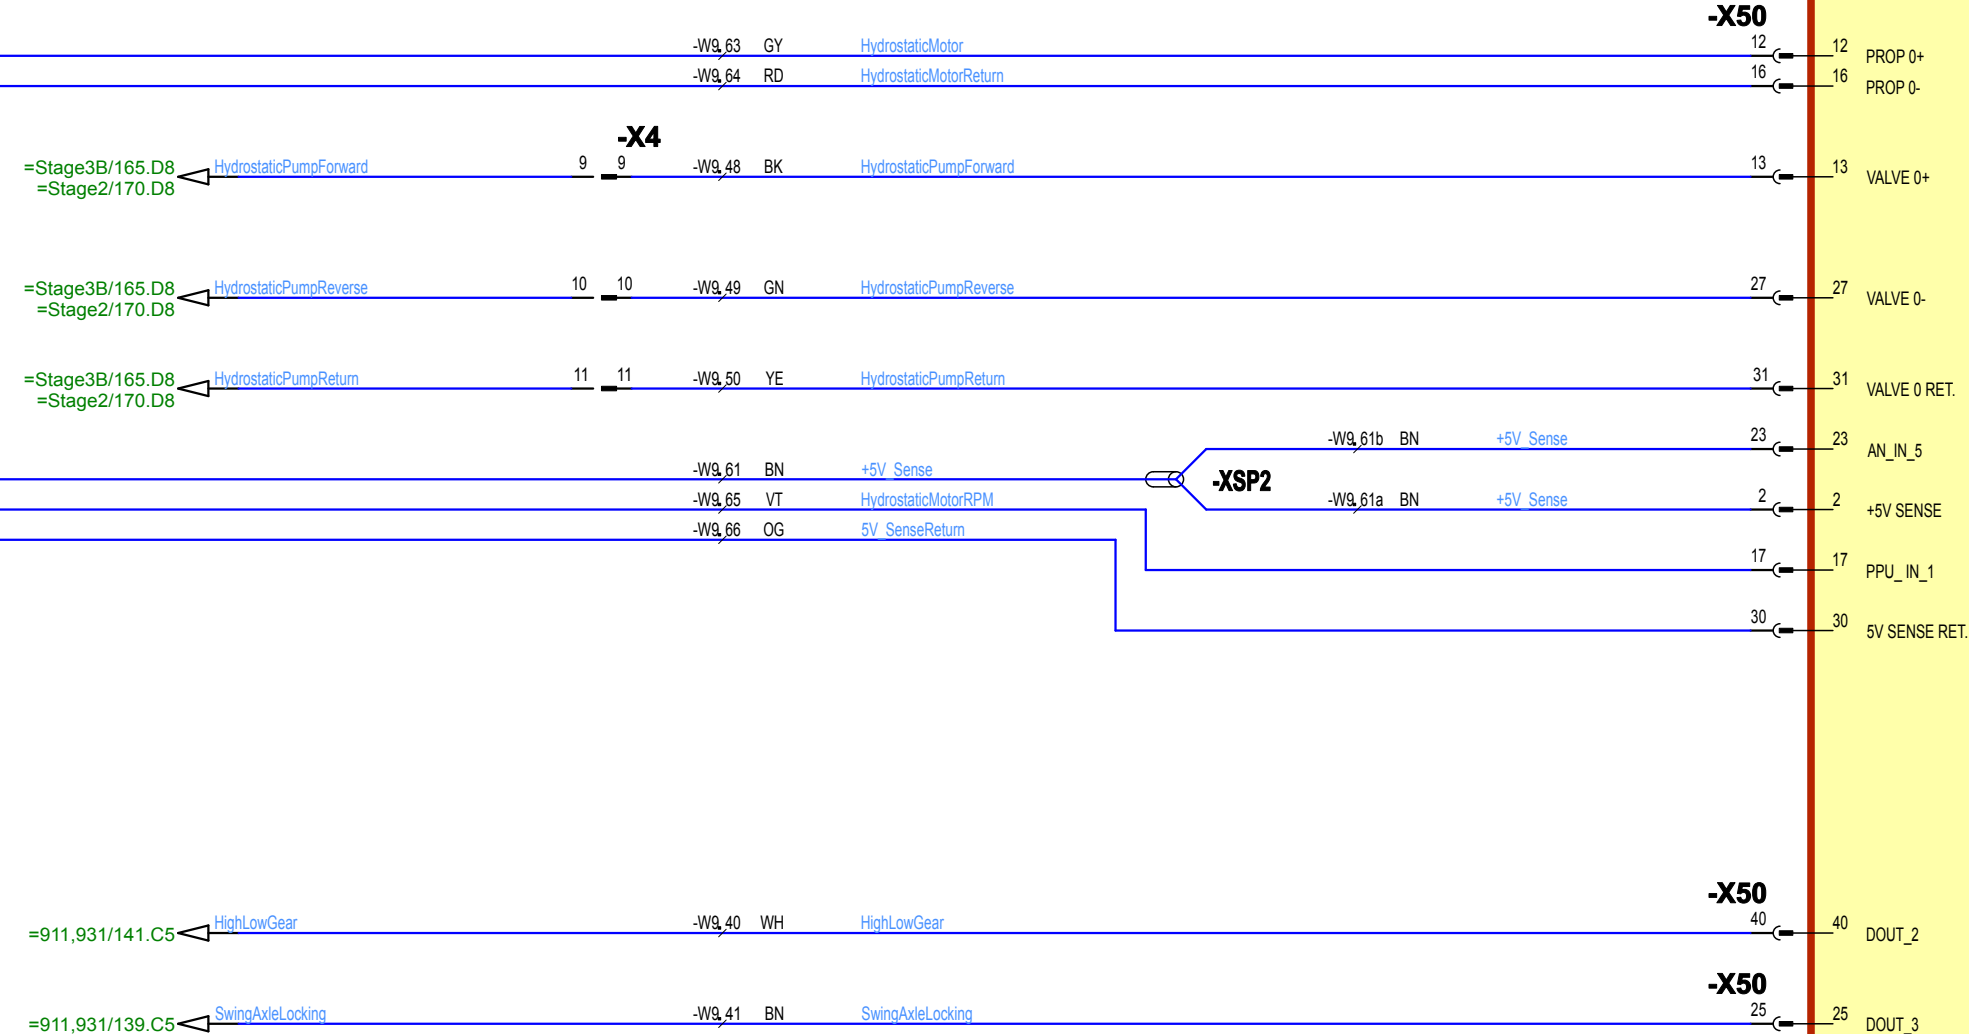 -X50
-W9. 63 GY HydrostaticMotor 12 12 PROP 0+
-W9. 64 RD HydrostaticMotorReturn 16 16 PROP 0-
-X4
=Stage3B/165.D8 HydrostaticPumpForward 9 9 -W9. 48 BK HydrostaticPumpForward 13 13 VALVE 0+
=Stage2/170.D8
=Stage3B/165.D8 HydrostaticPumpReverse 10 10 -W9. 49 GN HydrostaticPumpReverse 27 27 VALVE 0-
=Stage2/170.D8
=Stage3B/165.D8 HydrostaticPumpReturn 11 11 -W9. 50 YE HydrostaticPumpReturn 31 31 VALVE 0 RET.
=Stage2/170.D8
-W9. 61b BN +5V_Sense 23 23 AN_IN_5
-W9. 61 BN +5V_Sense -XSP2
-W9. 65 VT HydrostaticMotorRPM -W9. 61a BN +5V_Sense 2 2 +5V SENSE
-W9. 66 OG 5V_SenseReturn
17 17 PPU_ IN_1
30 30 5V SENSE RET.
-X50
=911,931/141.C5 HighLowGear -W9. 40 WH HighLowGear 40 40 DOUT_2
-X50
=911,931/139.C5 SwingAxleLocking -W9. 41 BN SwingAxleLocking 25 25 DOUT_3